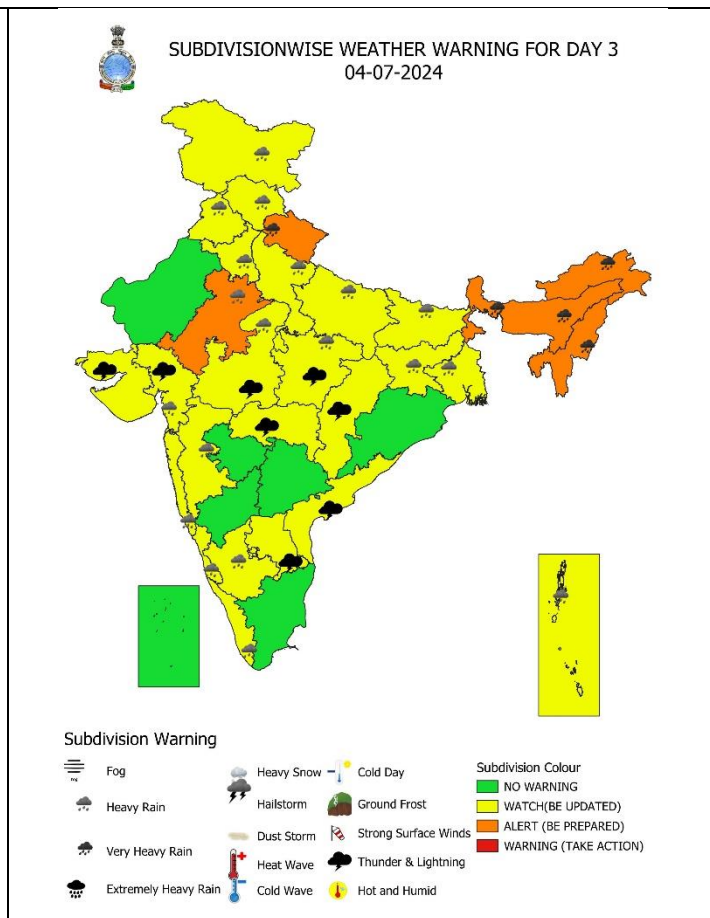 SUBDIVISIONWISE WEATHER WARNING FOR DAY 3
04-07-2024
Subdivision Warning
Fog
Heavy Rain
Very Heavy Rain
Extremely Heavy Rain
Heavy Snow
Hailstorm
Dust Storm
Heat Wave
Cold Wave
Cold Day
Ground Frost
Strong Surface Winds
Thunder & Lightning
Hot and Humid
Subdivision Colour
NO WARNING
WATCH(BE UPDATED)
ALERT (BE PREPARED)
WARNING (TAKE ACTION)